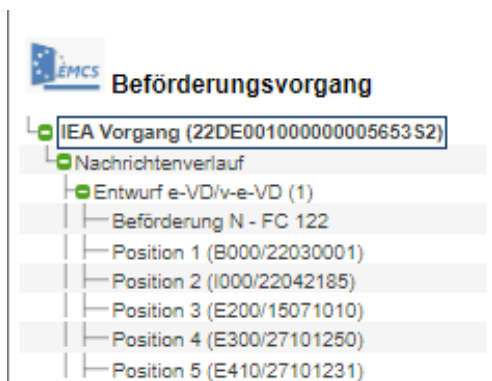 EMCS
Beförderungsvorgang
IEA Vorgang (22DE001000000005653S2)
Nachrichtenverlauf
Entwurf e-VD/v-e-VD (1)
Beförderung N - FC 122
Position 1 (B000/22030001)
Position 2 (I000/22042185)
Position 3 (E200/15071010)
Position 4 (E300/27101250)
Position 5 (E410/27101231)